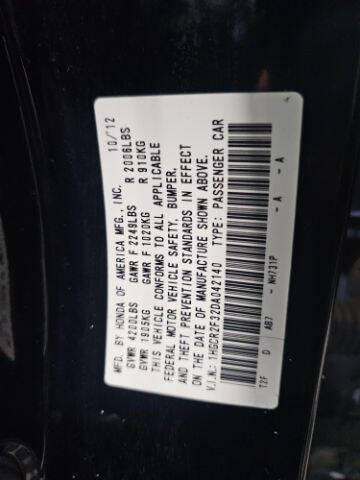 MFD. BY HONDA OF AMERICA MFG., INC. 10/12
GVWR 4200LBS GAWR F 2249LBS R 2006LBS
GVWR 1905KG GAWR F 1020KG R 910KG
THIS VEHICLE CONFORMS TO ALL APPLICABLE
FEDERAL MOTOR VEHICLE SAFETY, BUMPER,
AND THEFT PREVENTION STANDARDS IN EFFECT
ON THE DATE OF MANUFACTURE SHOWN ABOVE.
V.I.N.: 1HGCR2F32DA042140 TYPE: PASSENGER CAR
T2F D AB7 NH731P - A - A